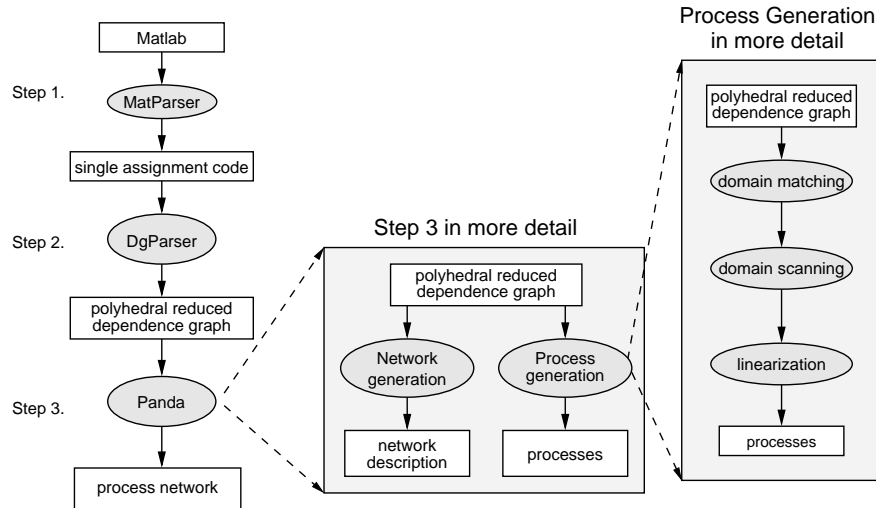 Matlab
Step 1.
MatParser
single assignment code
Step 2.
DgParser
polyhedral reduced
dependence graph
Step 3.
Panda
process network
Step 3 in more detail
polyhedral reduced
dependence graph
Network
generation
Process
generation
network
description
processes
Process Generation
in more detail
polyhedral reduced
dependence graph
domain matching
domain scanning
linearization
processes